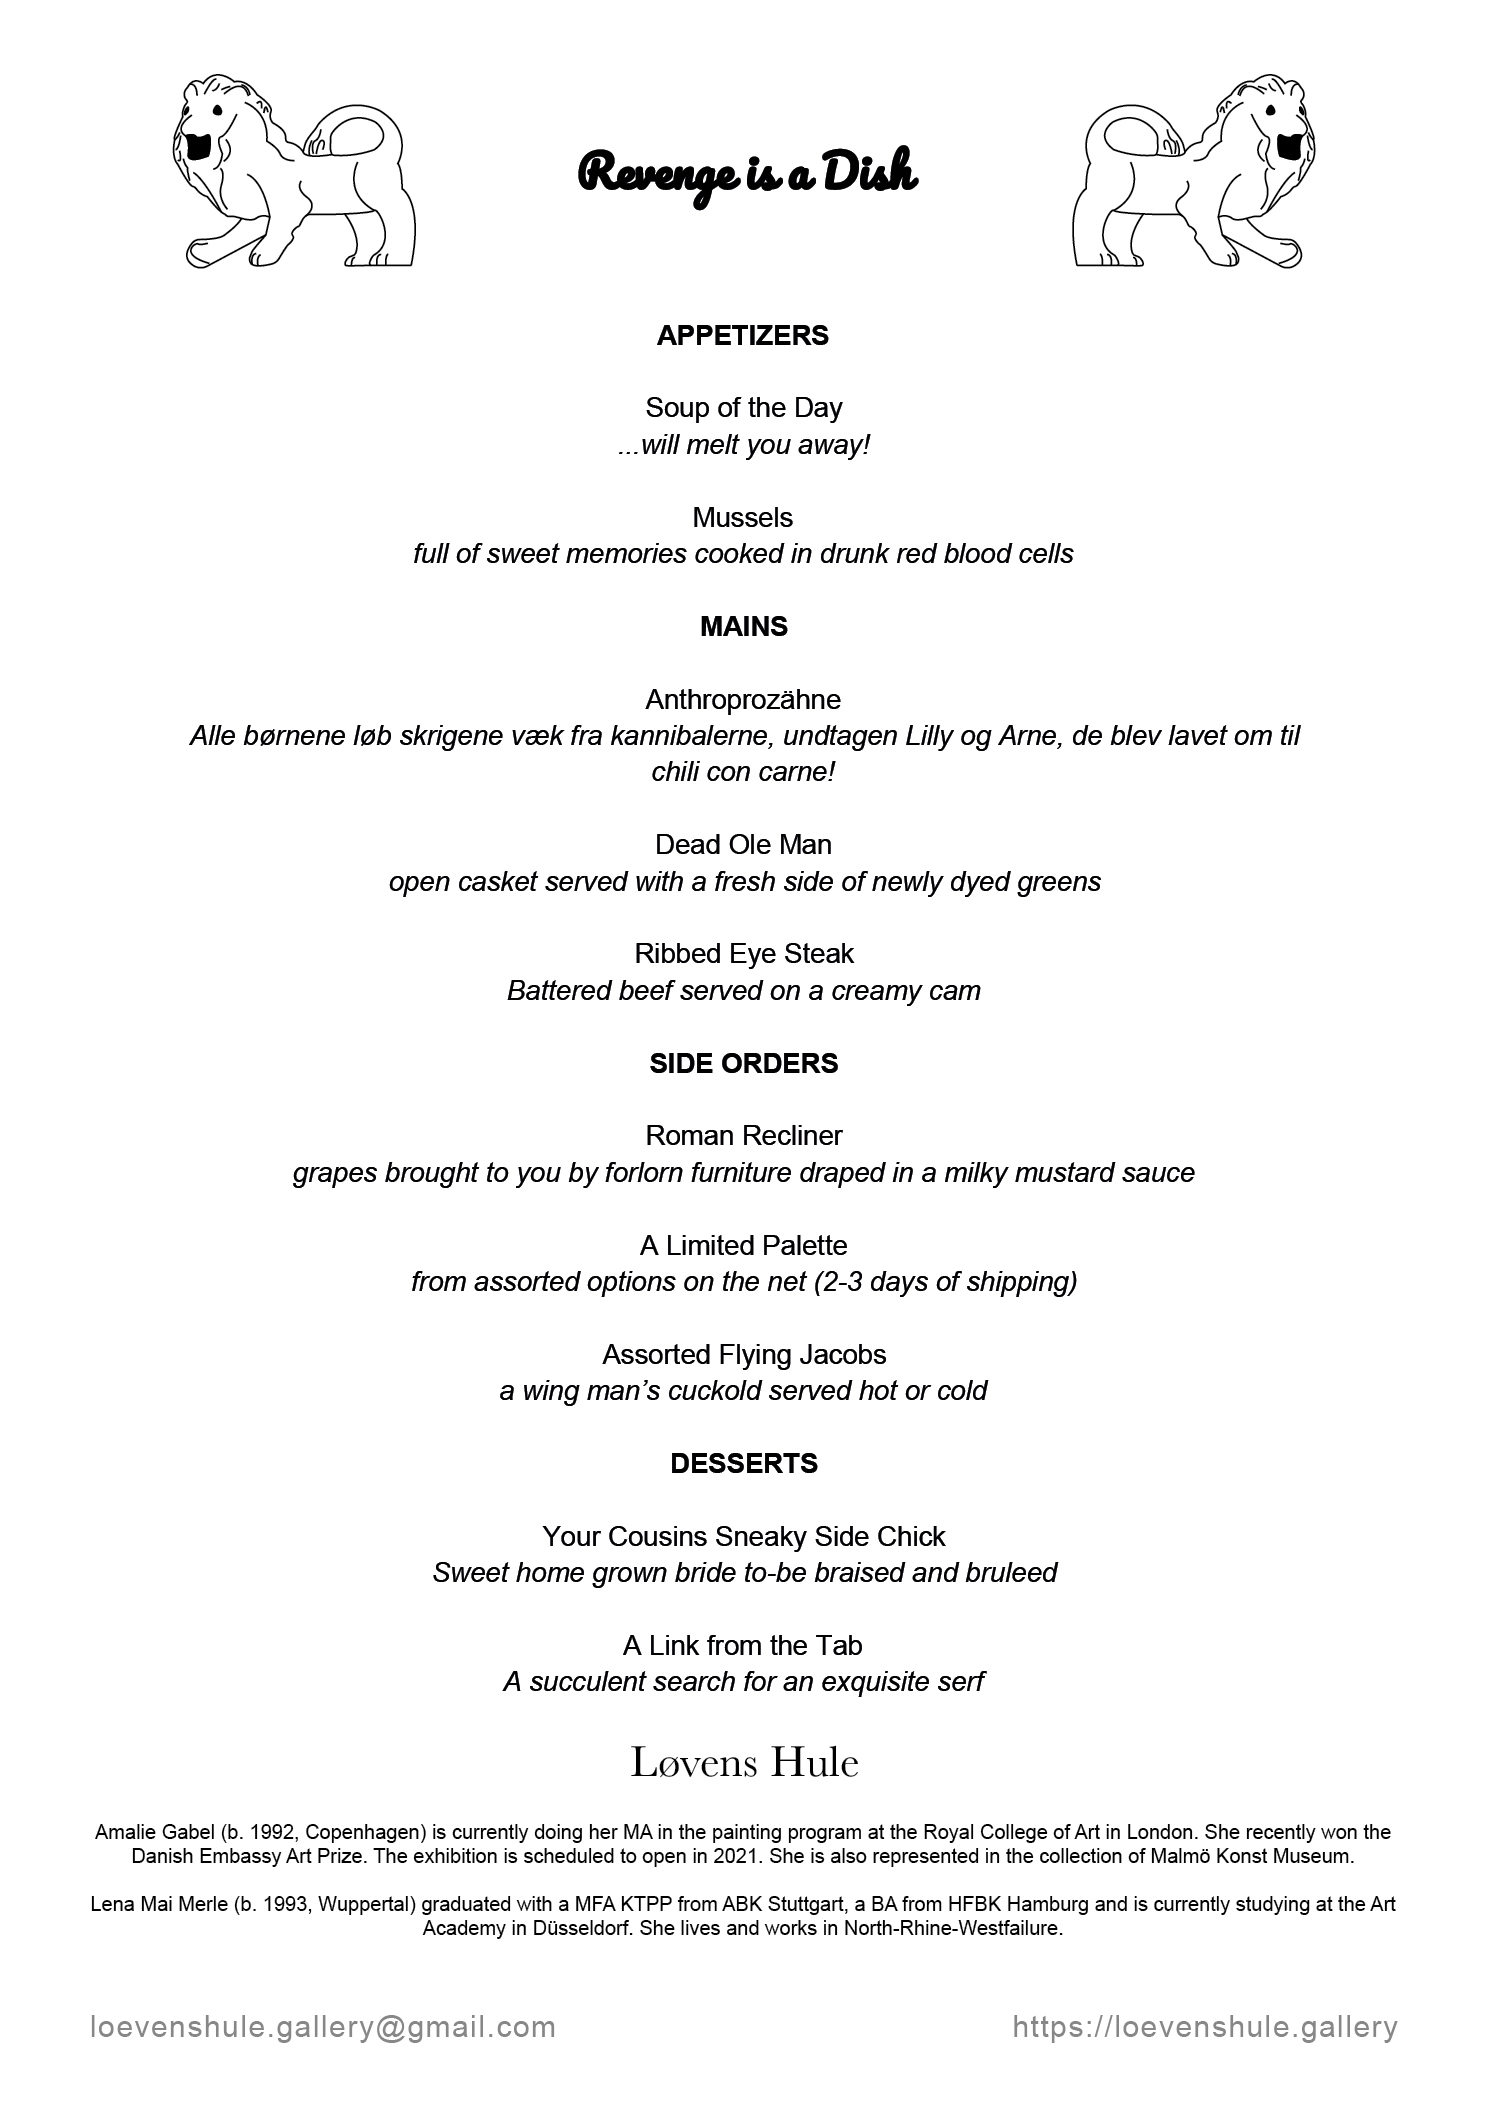 Revenge is a Dish
APPETIZERS
Soup of the Day
...will melt you away!
Mussels
full of sweet memories cooked in drunk red blood cells
MAINS
Anthroprozähne
Alle børnene løb skrigene væk fra kannibalerne, undtagen Lilly og Arne, de blev lavet om til
chili con carne!
Dead Ole Man
open casket served with a fresh side of newly dyed greens
Ribbed Eye Steak
Battered beef served on a creamy cam
SIDE ORDERS
Roman Recliner
grapes brought to you by forlorn furniture draped in a milky mustard sauce
A Limited Palette
from assorted options on the net (2-3 days of shipping)
Assorted Flying Jacobs
a wing man's cuckold served hot or cold
DESSERTS
Your Cousins Sneaky Side Chick
Sweet home grown bride to-be braised and bruleed
A Link from the Tab
A succulent search for an exquisite serf
Løvens Hule
Amalie Gabel (b. 1992, Copenhagen) is currently doing her MA in the painting program at the Royal College of Art in London. She recently won the
Danish Embassy Art Prize. The exhibition is scheduled to open in 2021. She is also represented in the collection of Malmö Konst Museum.
Lena Mai Merle (b. 1993, Wuppertal) graduated with a MFA KTPP from ABK Stuttgart, a BA from HFBK Hamburg and is currently studying at the Art
Academy in Düsseldorf. She lives and works in North-Rhine-Westfailure.
loevenshule.gallery@gmail.com
https://loevenshule.gallery